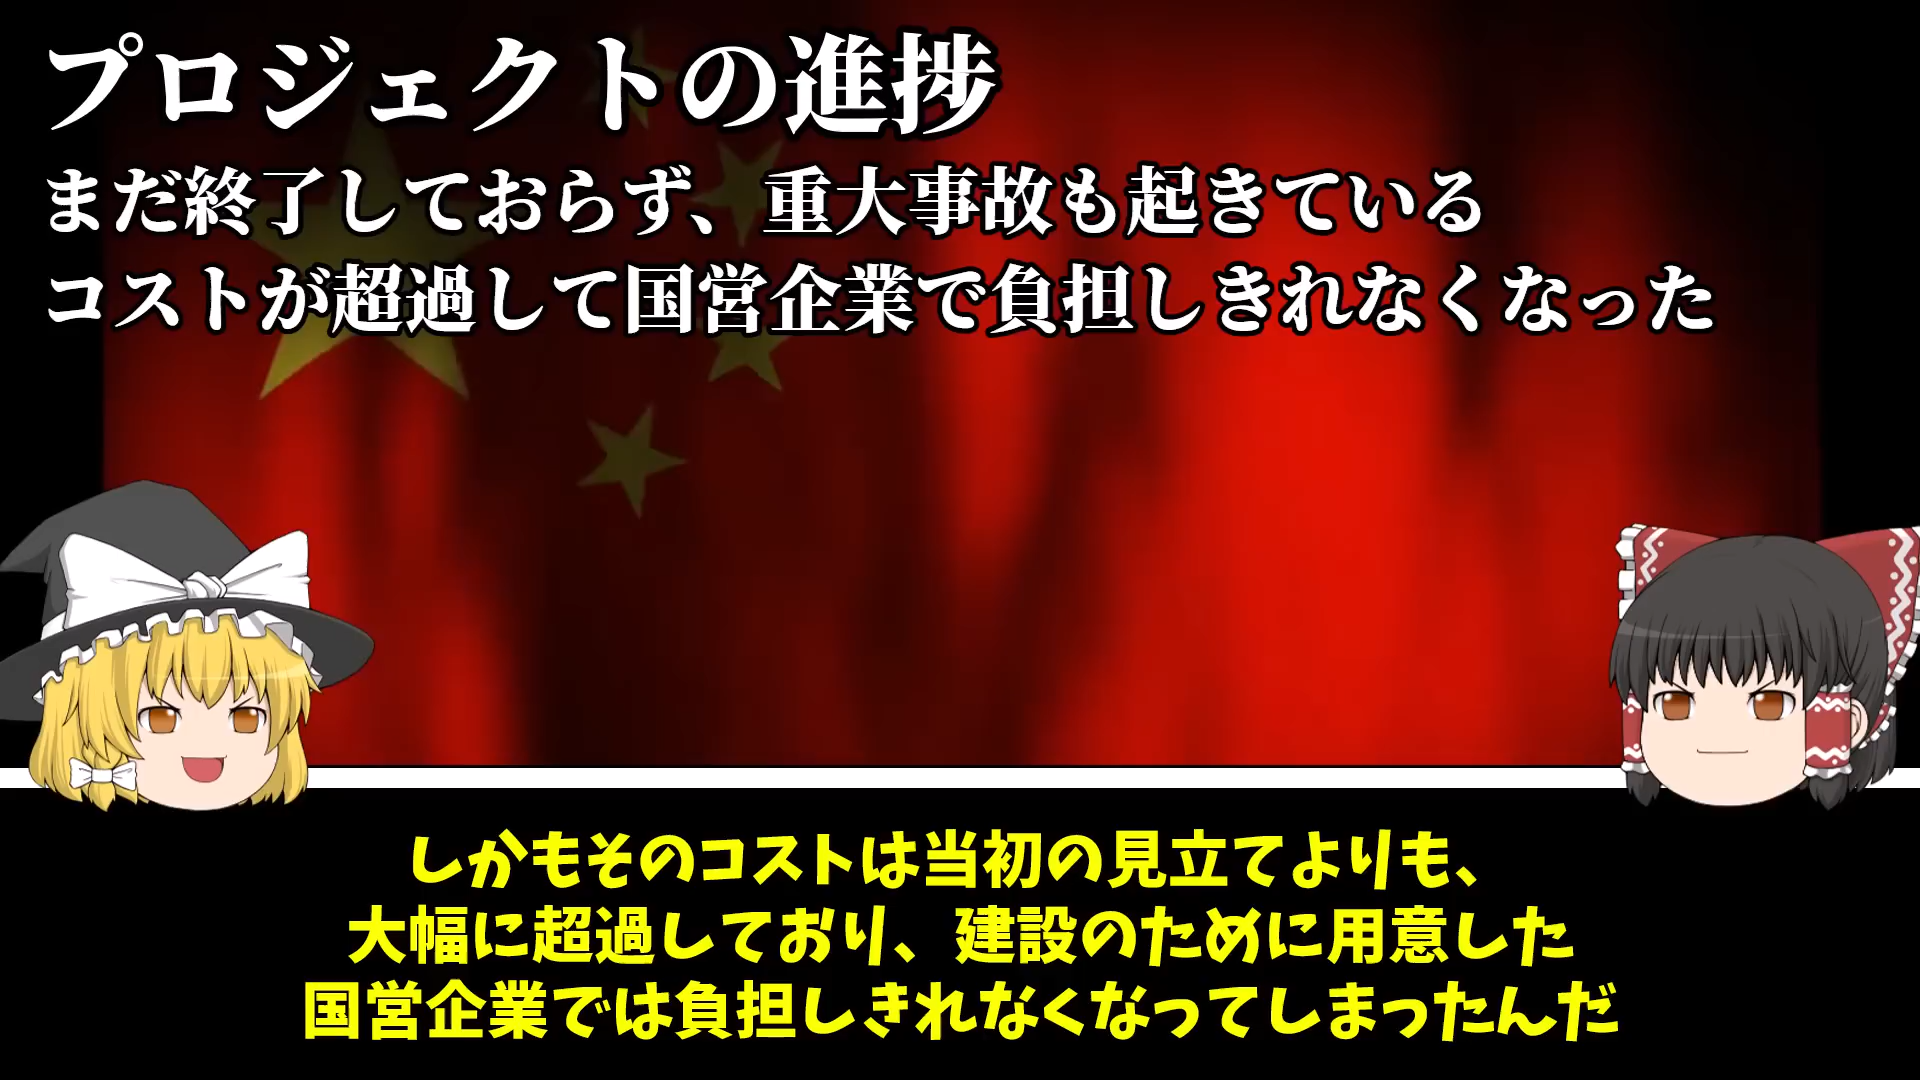 プロジェクトの進捗
まだ終了しておらず、重大事故も起きている
コストが超過して国営企業で負担しきれなくなった
しかもそのコストは当初の見立てよりも、
大幅に超過しており、建設のために用意した
国営企業では負担しきれなくなってしまったんだ